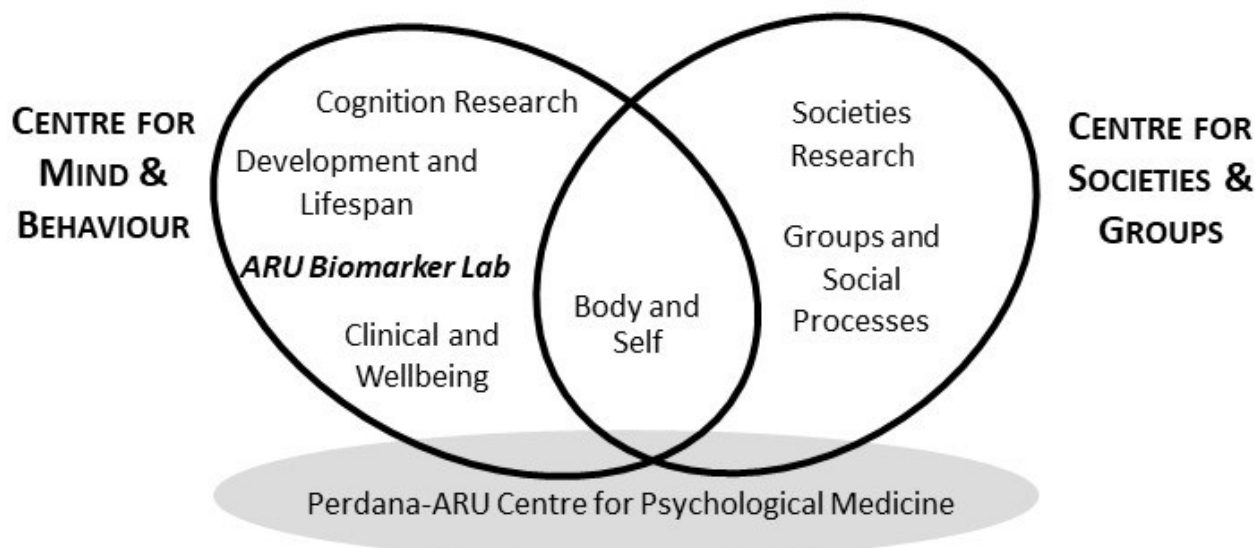 CENTRE FOR
MIND &
BEHAVIOUR
Cognition Research
Development and
Lifespan
ARU Biomarker Lab
Clinical and
Wellbeing
Body and
Self
Societies
Research
Groups and
Social
Processes
CENTRE FOR
SOCIETIES &
GROUPS
Perdana-ARU Centre for Psychological Medicine